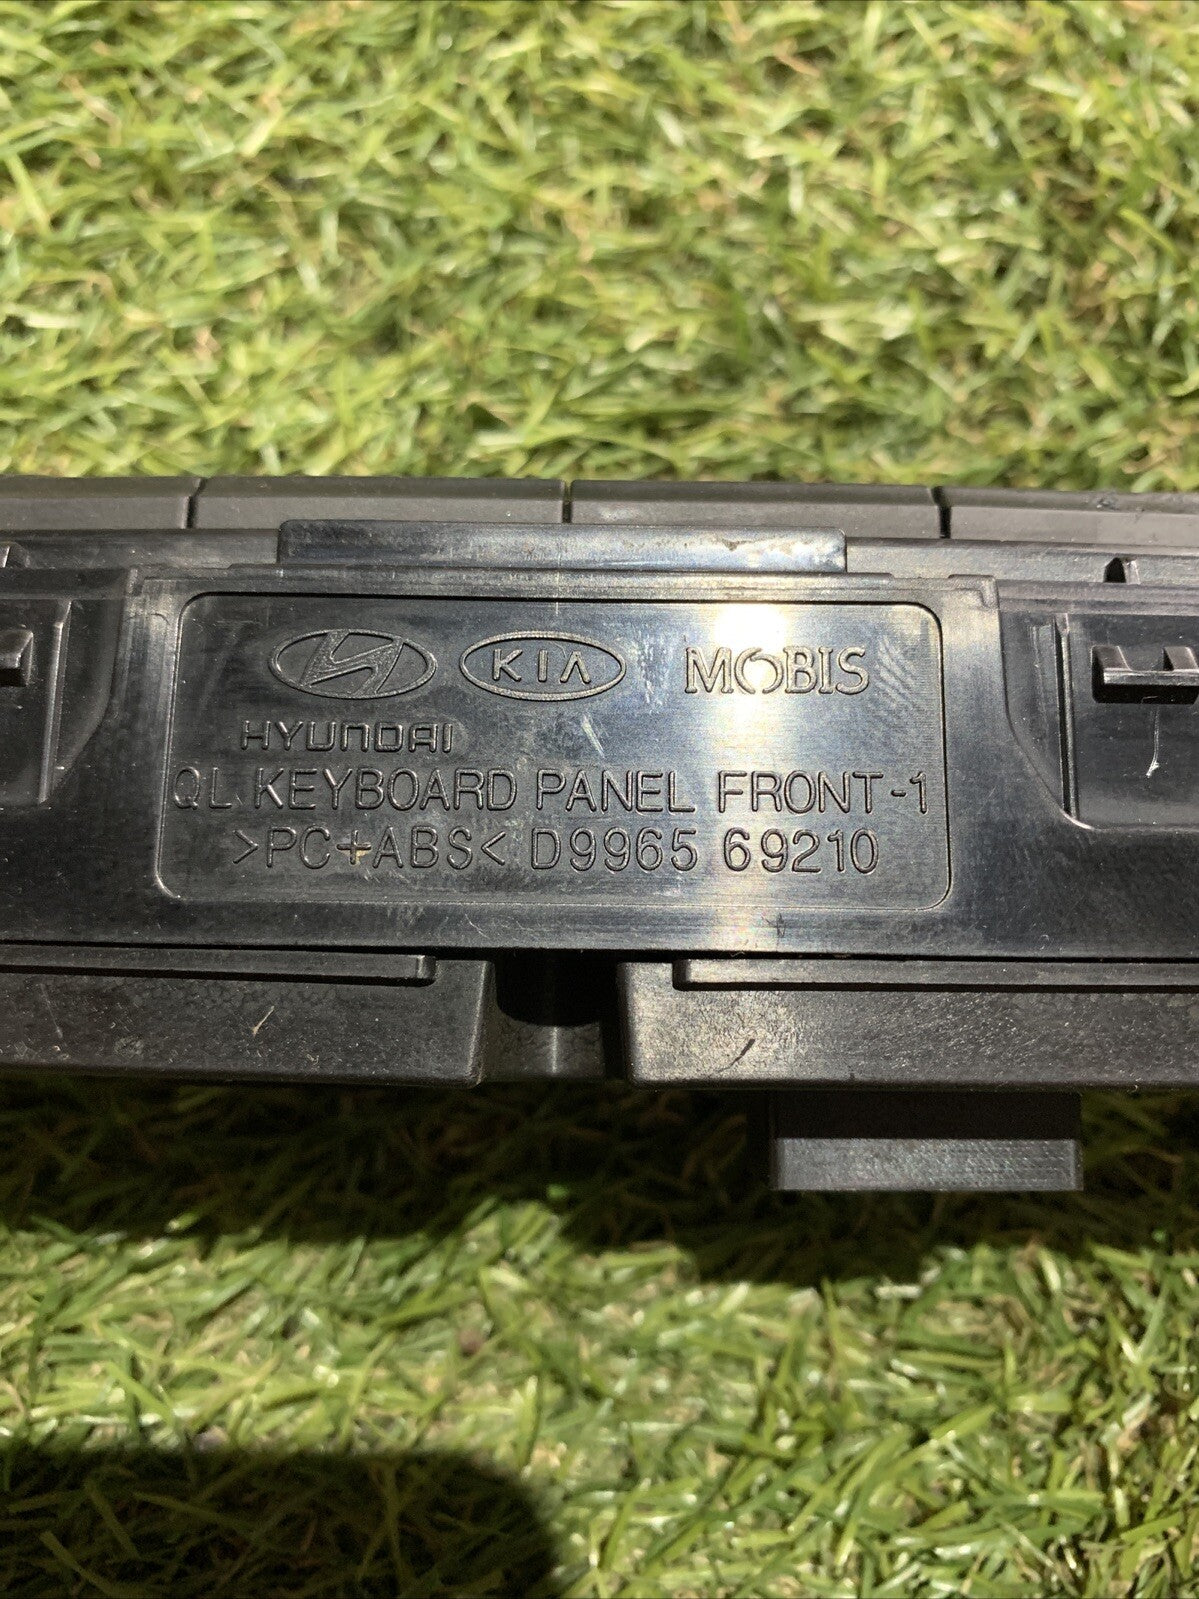 KIA MOBIS
HYUNDAI
QL KEYBOARD PANEL FRONT-1
>PC+ABS< D9965 69210